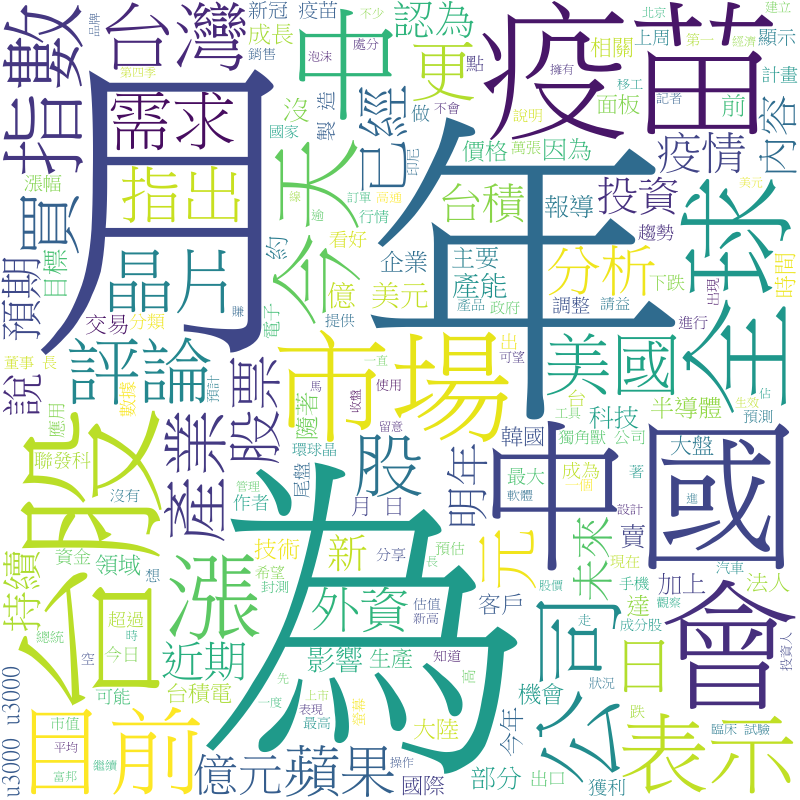 指數
台灣
新冠 疫苗
成長
銷售
品牌
泡沫
處分
不少
第四季
中
認為
更
疫苗
北京
建立
第一
經濟
相關
上周
顯示
擁有
點
移工
計畫
月
需求
沒
製造
做
不會
說明
面板
記者
前
國家
已經
價格
萬張
因為
疫情
內容
買
指出
今天
印尼
台積
報導
投資
美元
全球
漲幅
訂單
高通
線
逾
行情
趨勢
年
預期
目標
晶片
約
看好
企業
主要
產能
分析
下跌
時間
億
美元
出現
賺
交易
分類
電子
提供
產品
政府
調整
請益
進行
董事 長
說
評論
股票
市場
一直
出
可望
美國
數據
預計
馬
使用
台
生效
估
應用
產業
隨著
收盤
留意
科技
工具
半導體
預測
台股
聯發科
環球晶
韓國
獨角獸 公司
沒有
尾盤
股
明年
中國
大盤
管理
作者
月 日
最大
成為
著
軟體
一個
設計
進
持續
資金
想
領域
漲
技術
新
分享
長
預估
元
未來
賣
現在
汽車
希望
封測
為
外資
估值
新高
客戶
股價
手機
觀察
加上
法人
會
總統
超過
時
近期
影響
生產
知道
公司
走
成分股
達
日
投資人
空
今日
可能
台積電
先
上市
高
機會
狀況
u3000 u3000
目前
一度
表現
螢幕
大陸
今年
跌
表示
臨床 試驗
市值
平均
最高
富邦
繼續
億元
蘋果
操作
國際
部分
出口
獲利